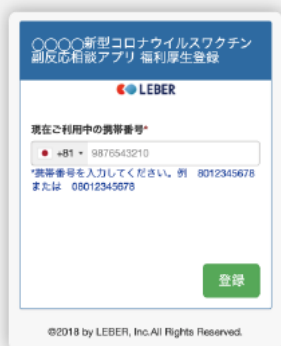 ○○○○新型コロナウイルスワクチン
副反応相談アプリ 福利厚生登録
LEBER
現在ご利用中の携帯番号*
+81 9876543210
*携帯番号を入力してください。例 8012345678
または 08012345678
登録
©2018 by LEBER, Inc.All Rights Reserved.